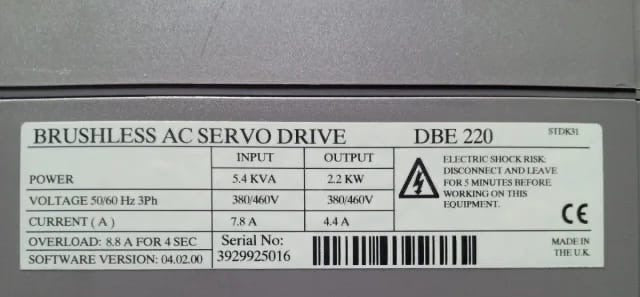 BRUSHLESS AC SERVO DRIVE DBE 220 STDK31
INPUT OUTPUT
POWER 5.4 KVA 2.2 KW
VOLTAGE 50/60 Hz 3Ph 380/460V 380/460V
CURRENT ( A ) 7.8 A 4.4 A
OVERLOAD: 8.8 A FOR 4 SEC
SOFTWARE VERSION: 04.02.00
Serial No:
3929925016
ELECTRIC SHOCK RISK:
DISCONNECT AND LEAVE
FOR 5 MINUTES BEFORE
WORKING ON THIS
EQUIPMENT.
CE
MADE IN
THE U.K